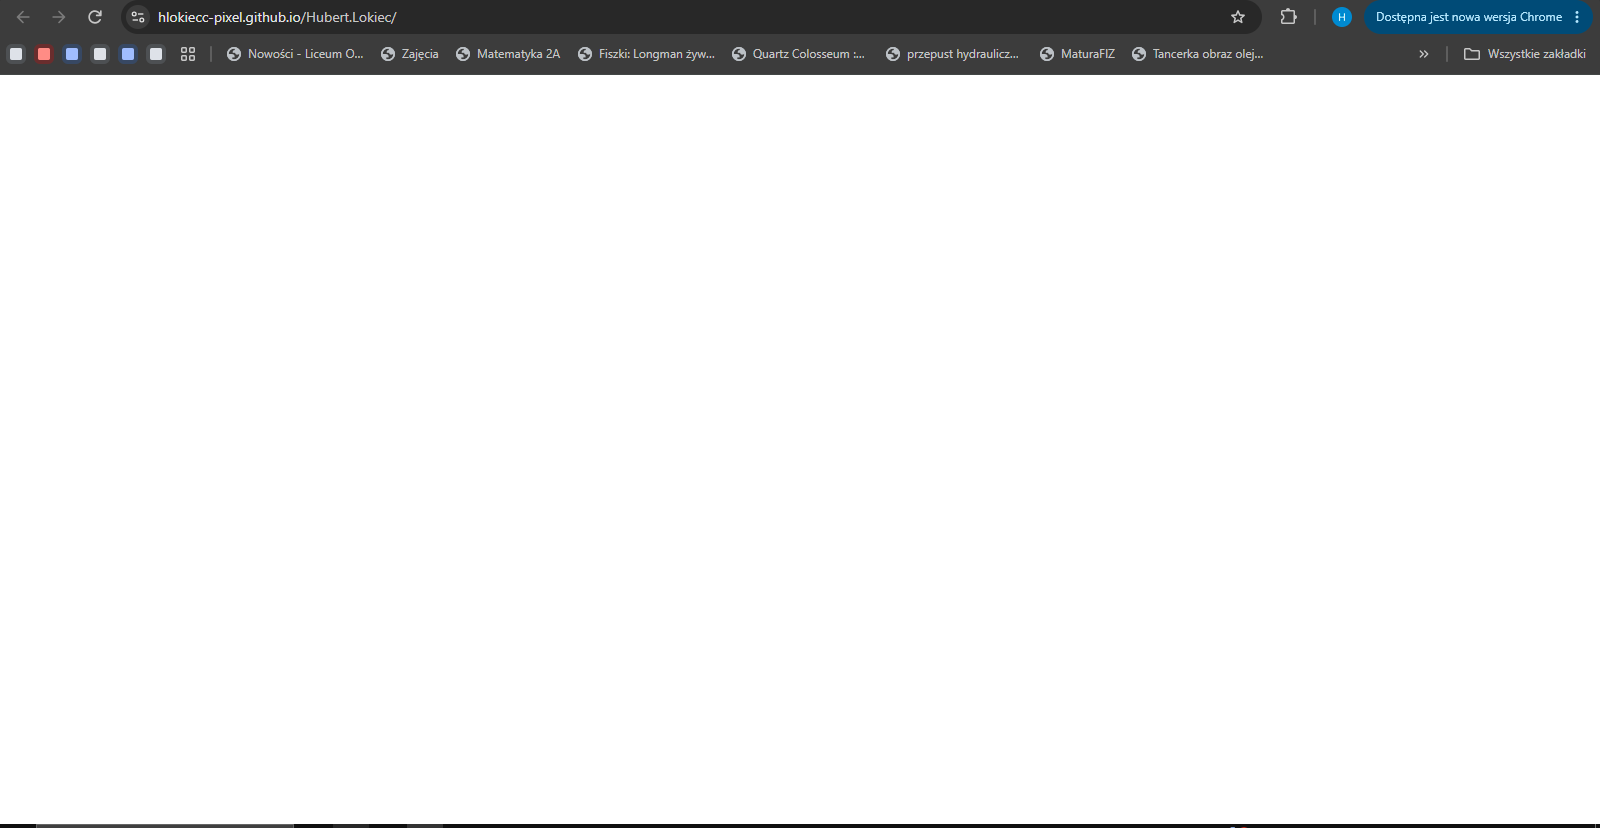 hlokiecc-pixel.github.io/Hubert.Lokiec/
H
Dostępna jest nowa wersja Chrome
Nowości - Liceum O...
Zajęcia
Matematyka 2A
Fiszki: Longman żyw...
Quartz Colosseum :...
przepust hydraulicz...
MaturaFIZ
Tancerka obraz olej...
»
Wszystkie zakładki